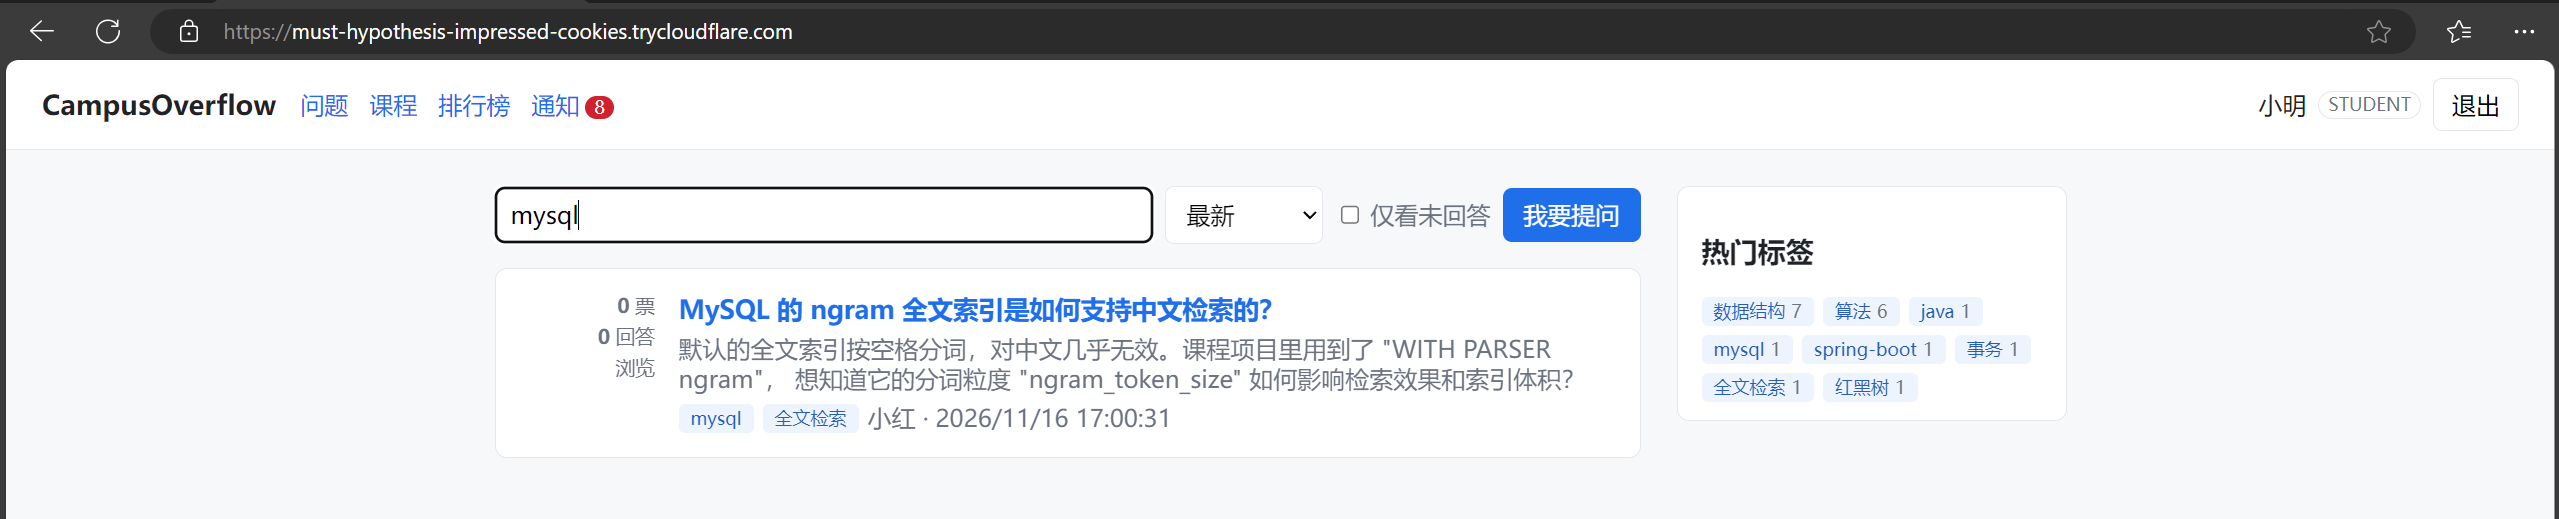 https://must-hypothesis-impressed-cookies.trycloudflare.com
CampusOverflow 问题 课程 排行榜 通知 8 小明 STUDENT 退出
mysql 最新 仅看未回答 我要提问
热门标签
数据结构 7 算法 6 java 1
mysql 1 spring-boot 1 事务 1
全文检索 1 红黑树 1
0 票
0 回答
浏览
MySQL 的 ngram 全文索引是如何支持中文检索的？
默认的全文索引按空格分词，对中文几乎无效。课程项目里用到了 "WITH PARSER
ngram"， 想知道它的分词粒度 "ngram_token_size" 如何影响检索效果和索引体积？
mysql 全文检索 小红 · 2026/11/16 17:00:31